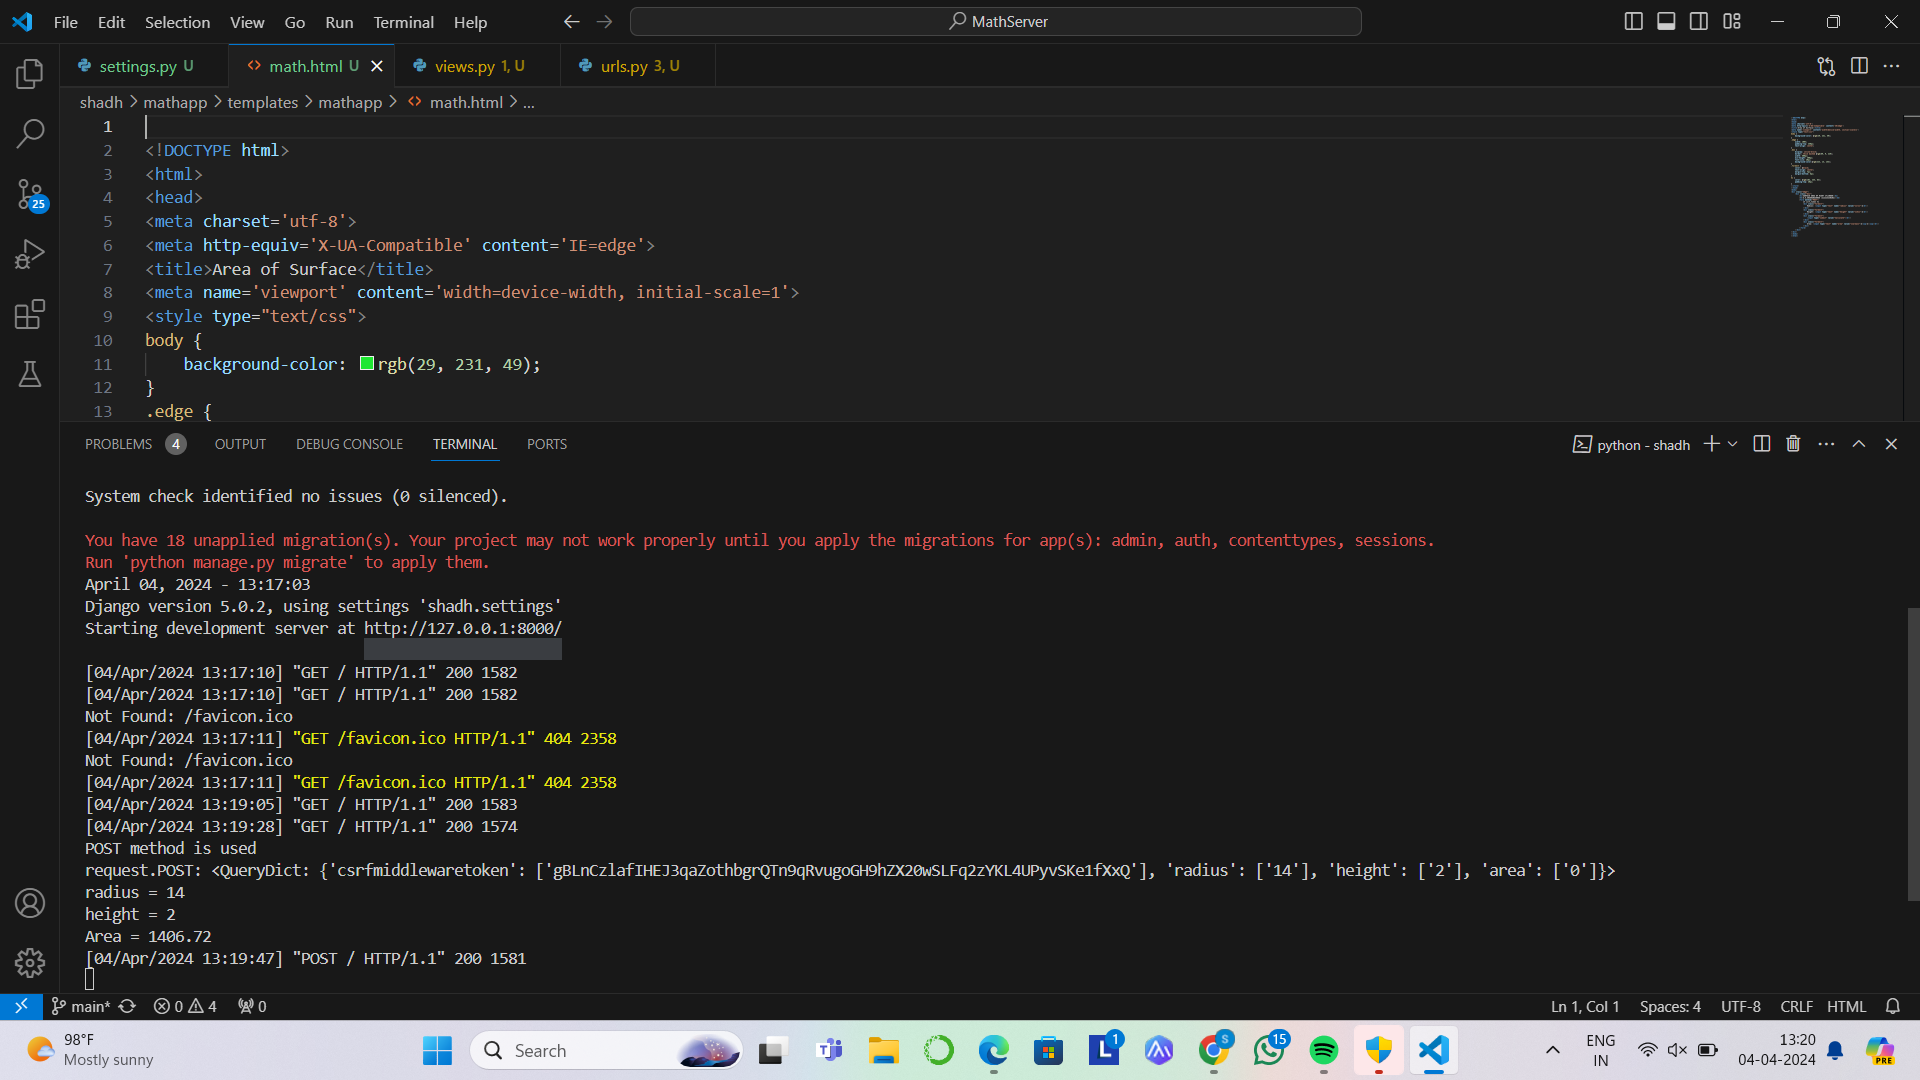 File Edit Selection View Go Run Terminal Help
MathServer
settings.py U
math.html U
views.py 1, U
urls.py 3, U
shadh > mathapp > templates > mathapp > <> math.html > ...
1
2 <!DOCTYPE html>
3 <html>
4 <head>
5 <meta charset='utf-8'>
6 <meta http-equiv='X-UA-Compatible' content='IE=edge'>
7 <title>Area of Surface</title>
8 <meta name='viewport' content='width=device-width, initial-scale=1'>
9 <style type="text/css">
10 body {
11 background-color: rgb(29, 231, 49);
12 }
13 .edge {
25
PROBLEMS 4 OUTPUT DEBUG CONSOLE TERMINAL PORTS
python - shadh
System check identified no issues (0 silenced).
You have 18 unapplied migration(s). Your project may not work properly until you apply the migrations for app(s): admin, auth, contenttypes, sessions.
Run 'python manage.py migrate' to apply them.
April 04, 2024 - 13:17:03
Django version 5.0.2, using settings 'shadh.settings'
Starting development server at http://127.0.0.1:8000/
[04/Apr/2024 13:17:10] "GET / HTTP/1.1" 200 1582
[04/Apr/2024 13:17:10] "GET / HTTP/1.1" 200 1582
Not Found: /favicon.ico
[04/Apr/2024 13:17:11] "GET /favicon.ico HTTP/1.1" 404 2358
Not Found: /favicon.ico
[04/Apr/2024 13:17:11] "GET /favicon.ico HTTP/1.1" 404 2358
[04/Apr/2024 13:19:05] "GET / HTTP/1.1" 200 1583
[04/Apr/2024 13:19:28] "GET / HTTP/1.1" 200 1574
POST method is used
request.POST: <QueryDict: {'csrfmiddlewaretoken': ['gBLnCzlafIHEJ3qaZothbgrQTn9qRvugoGH9hZX20wSLFq2zYKL4UPyvSKe1fXxQ'], 'radius': ['14'], 'height': ['2'], 'area': ['0']}>
radius = 14
height = 2
Area = 1406.72
[04/Apr/2024 13:19:47] "POST / HTTP/1.1" 200 1581
main* 0 4 0
Ln 1, Col 1 Spaces: 4 UTF-8 CRLF HTML
98°F
Mostly sunny
Search
1
S
15
ENG
IN
13:20
04-04-2024
PRE